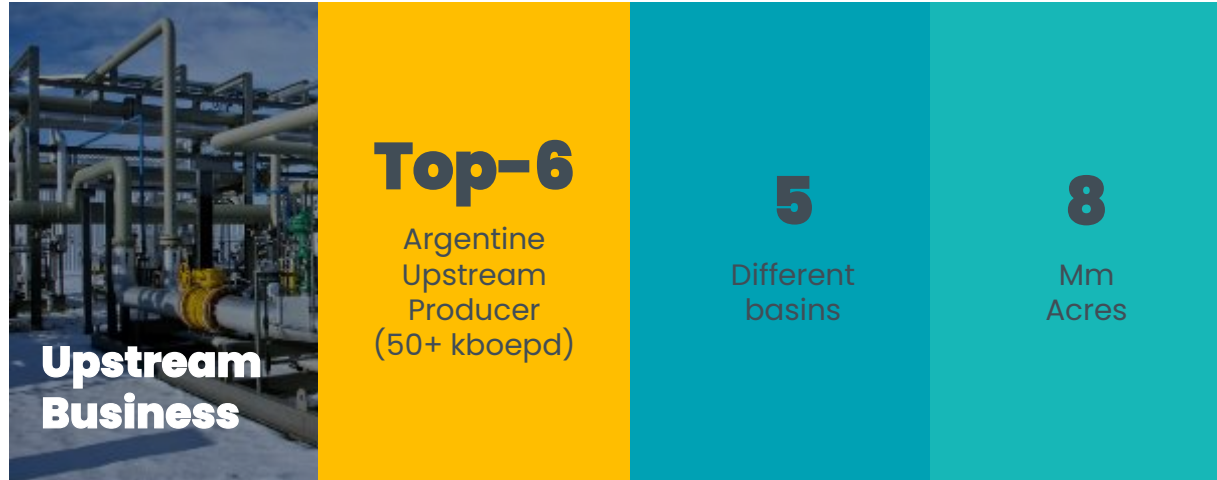 Upstream
Business
Top-6
Argentine
Upstream
Producer
(50+ kboepd)
5
Different
basins
8
Mm
Acres